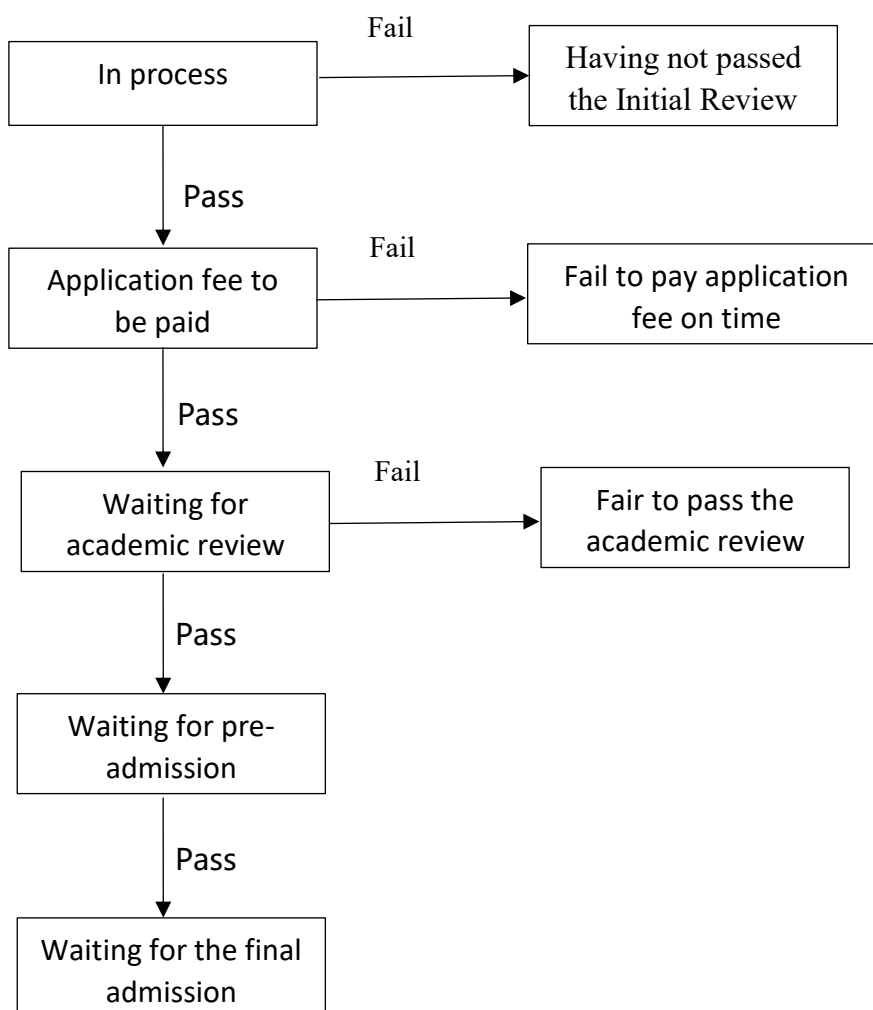 Fail
In process
Having not passed
the Initial Review
Pass
Fail
Application fee to
be paid
Fail to pay application
fee on time
Pass
Fail
Waiting for
academic review
Fair to pass the
academic review
Pass
Waiting for pre-
admission
Pass
Waiting for the final
admission